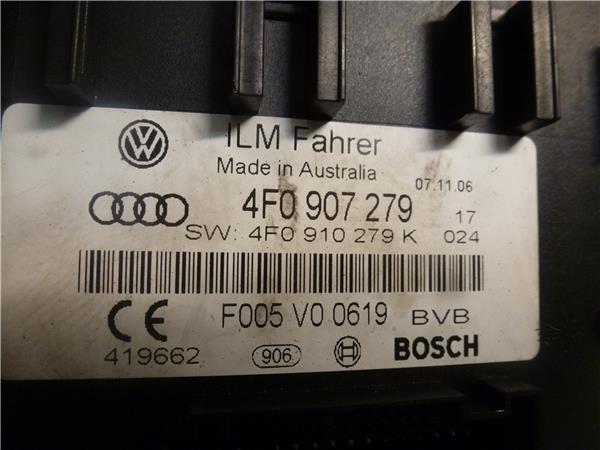 ILM Fahrer
Made in Australia
07.11.06
4F0 907 279 17
SW: 4F0 910 279 K 024
F005 V0 0619 BVB
CE
419662 906 BOSCH